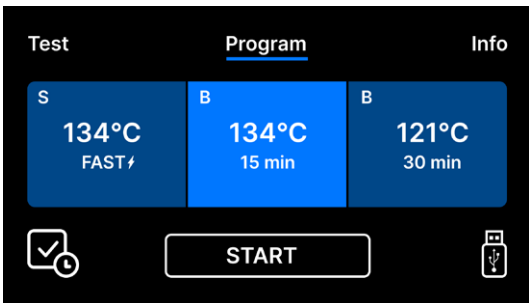 Test
Program
Info
S
134°C
FAST
B
134°C
15 min
B
121°C
30 min
START